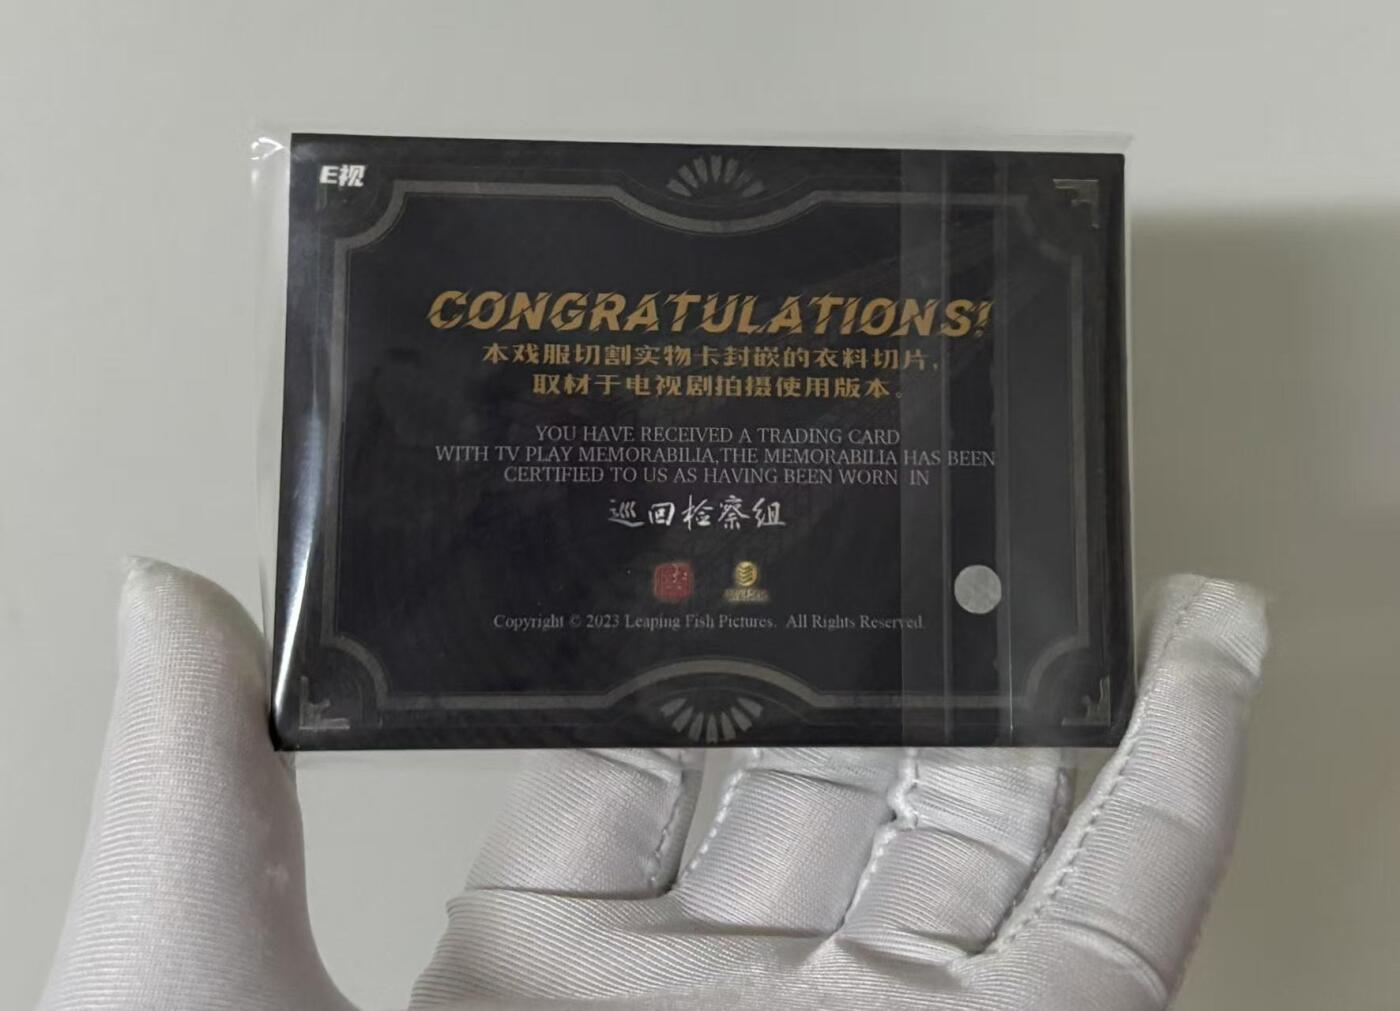 E视
CONGRATULATIONS!
本戏服切割实物卡封嵌的衣料切片，
取材于电视剧拍摄使用版本。
YOU HAVE RECEIVED A TRADING CARD
WITH TV PLAY MEMORABILIA,THE MEMORABILIA HAS BEEN
CERTIFIED TO US AS HAVING BEEN WORN IN
巡回检察组
Copyright © 2023 Leaping Fish Pictures. All Rights Reserved.